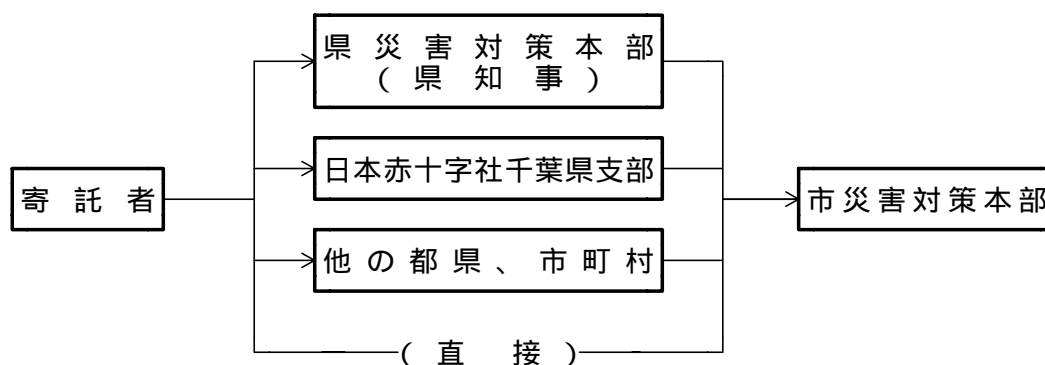 県災害対策本部
(県知事)
日本赤十字社千葉県支部
寄託者
市災害対策本部
他の都県、市町村
(直接)